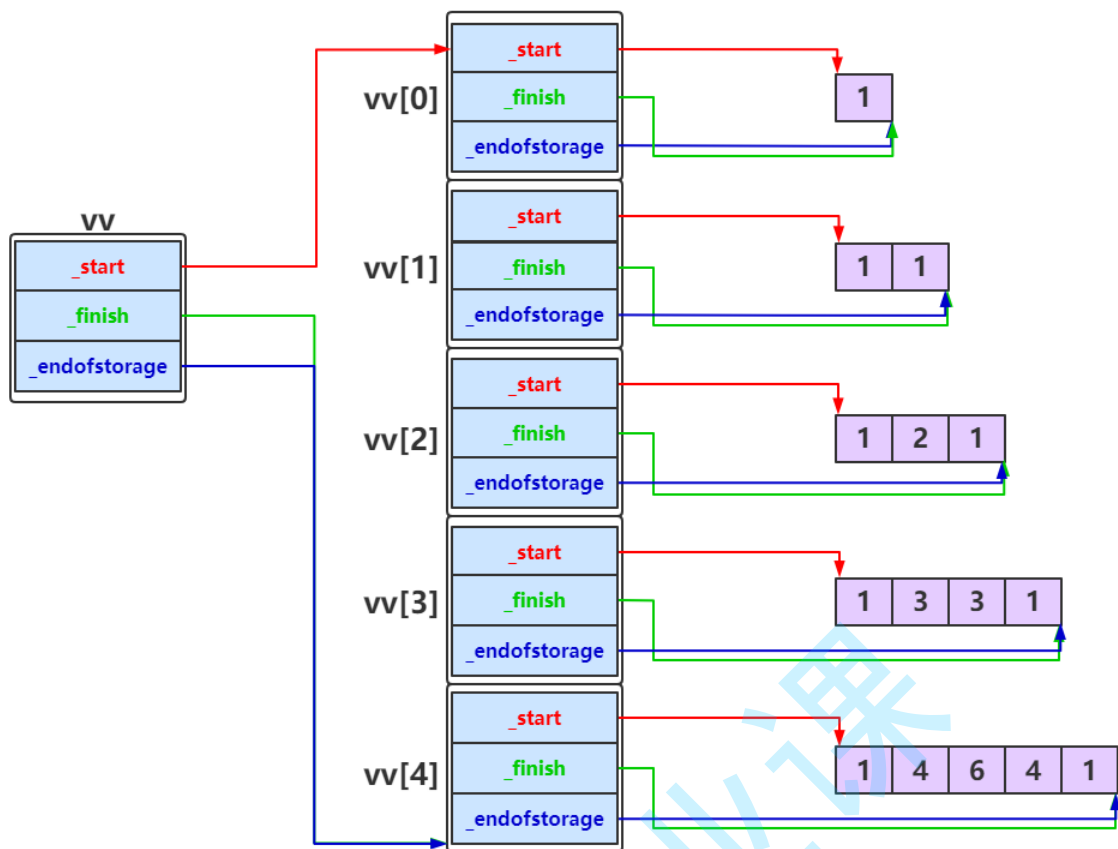 vv
_start
_finish
_endofstorage
vv[0]
_start
_finish
_endofstorage
1
vv[1]
_start
_finish
_endofstorage
1 1
vv[2]
_start
_finish
_endofstorage
1 2 1
vv[3]
_start
_finish
_endofstorage
1 3 3 1
vv[4]
_start
_finish
_endofstorage
1 4 6 4 1
业课